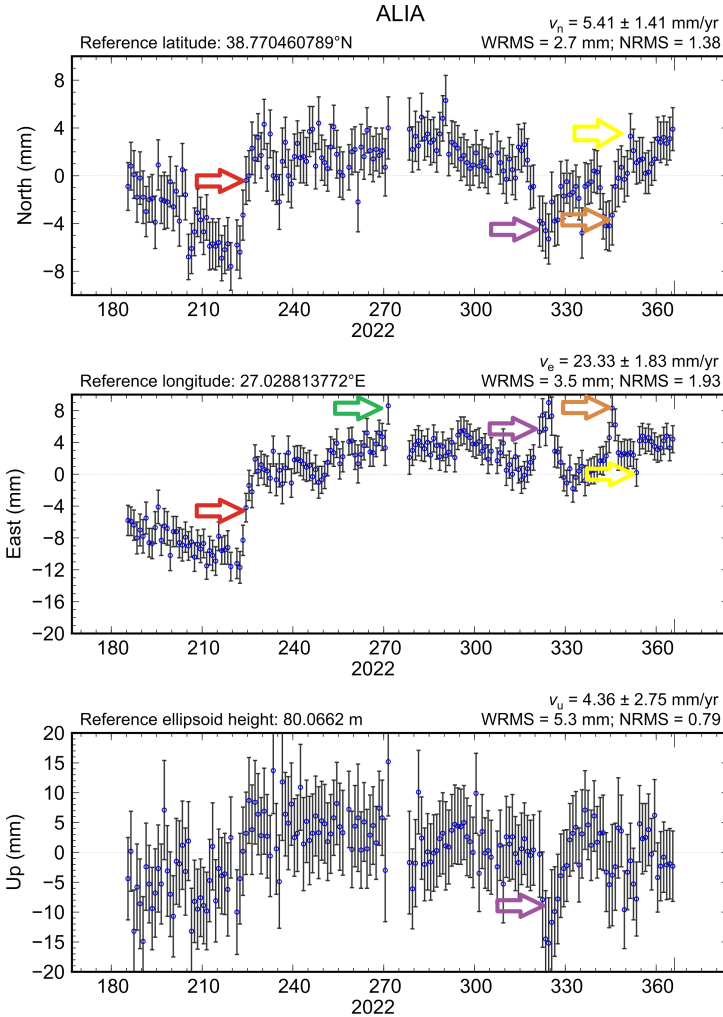 ALIA
vn = 5.41 ± 1.41 mm/yr
Reference latitude: 38.770460789°N WRMS = 2.7 mm; NRMS = 1.38
8
4
0
−4
−8
North (mm)
180 210 240 270 300 330 360
2022
ve = 23.33 ± 1.83 mm/yr
Reference longitude: 27.028813772°E WRMS = 3.5 mm; NRMS = 1.93
8
4
0
−4
−8
−12
−16
−20
East (mm)
180 210 240 270 300 330 360
2022
vu = 4.36 ± 2.75 mm/yr
Reference ellipsoid height: 80.0662 m WRMS = 5.3 mm; NRMS = 0.79
20
15
10
5
0
−5
−10
−15
−20
Up (mm)
180 210 240 270 300 330 360
2022